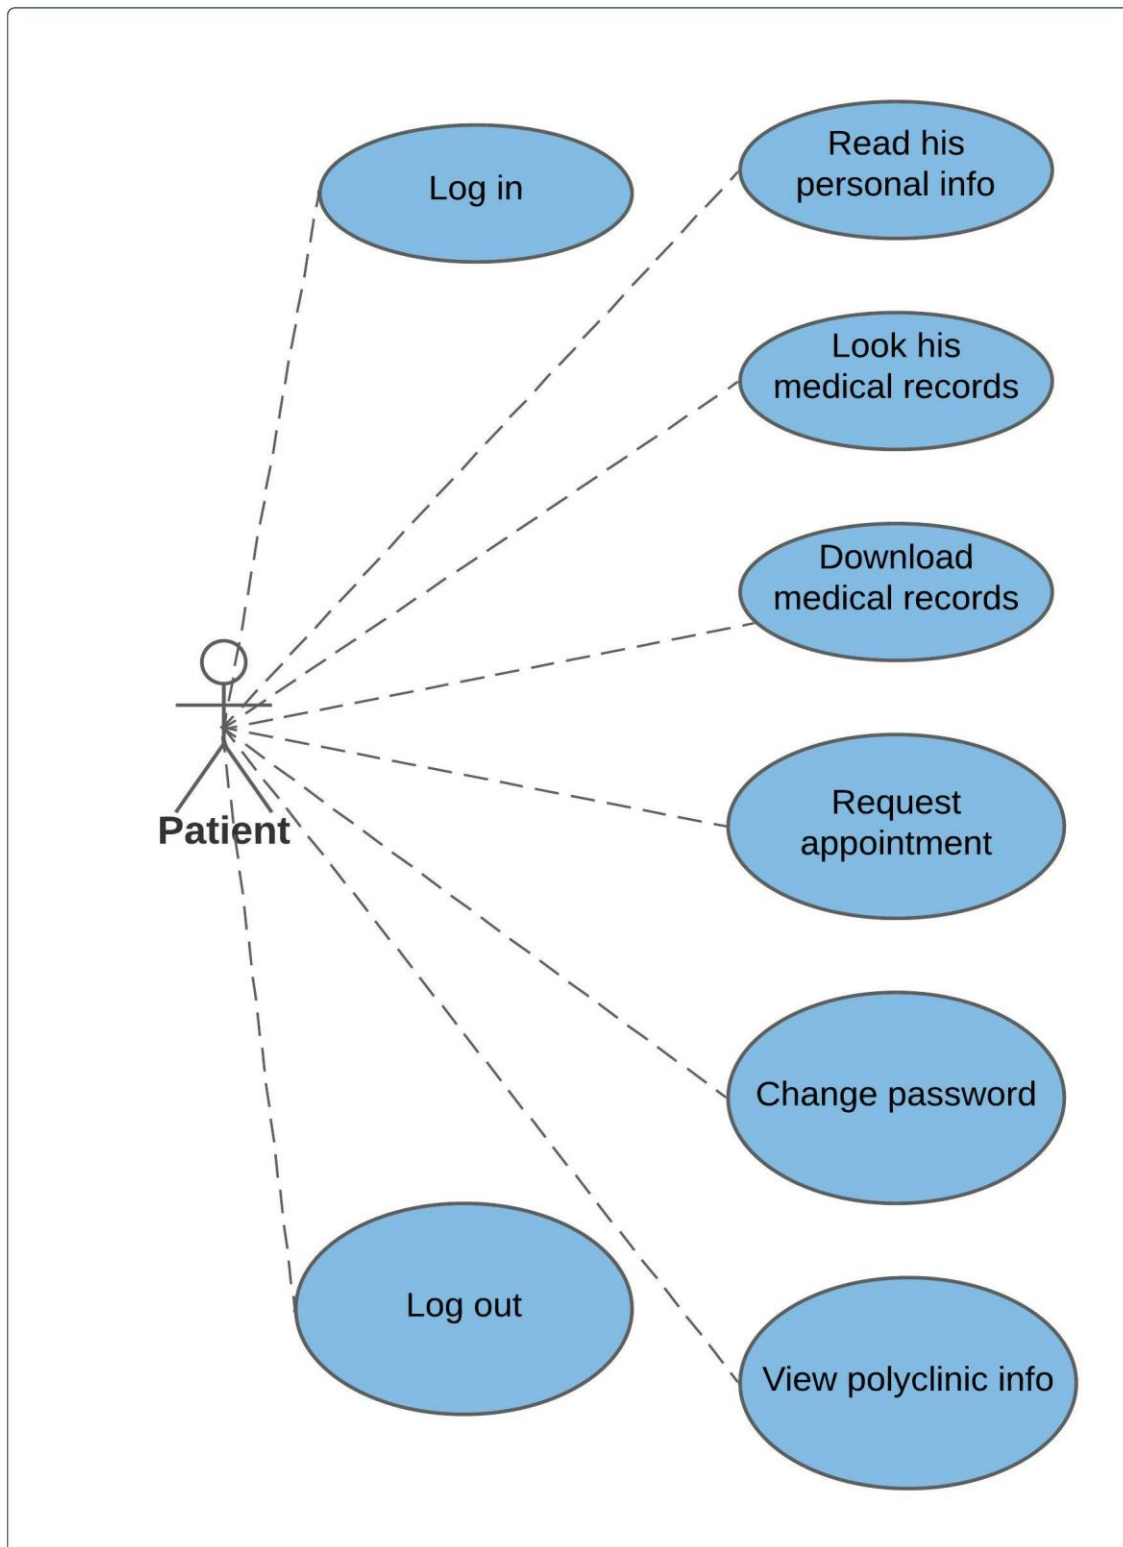 Log in
Read his
personal info
Look his
medical records
Download
medical records
Request
appointment
Patient
Change password
Log out
View polyclinic info